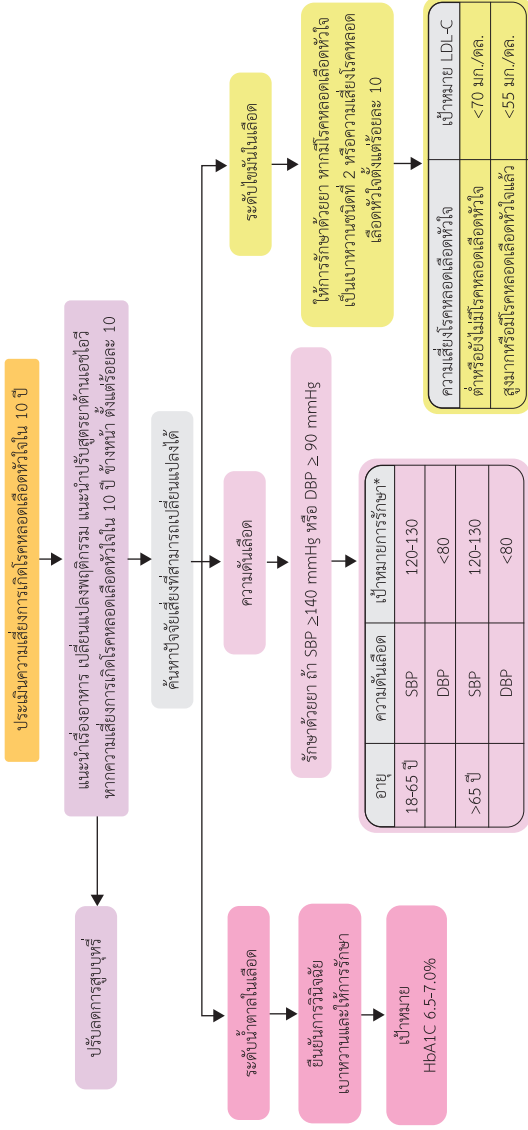 ประเมินความเสี่ยงการเกิดโรคหลอดเลือดหัวใจใน 10 ปี
แนะนำเรื่องอาหาร เปลี่ยนแปลงพฤติกรรม แนะนำปรับสูตรยาต้านเอชไอวี
หากความเสี่ยงการเกิดโรคหลอดเลือดหัวใจใน 10 ปี ข้างหน้า ตั้งแต่ร้อยละ 10
ปรับลดการสูบบุหรี่
ค้นหาปัจจัยเสี่ยงที่สามารถเปลี่ยนแปลงได้
ระดับน้ำตาลในเลือด
ยืนยันการวินิจฉัย
เบาหวานและให้การรักษา
เป้าหมาย
HbA1C 6.5-7.0%
ความดันเลือด
รักษาด้วยยา ถ้า SBP ≥140 mmHg หรือ DBP ≥ 90 mmHg
อายุ ความดันเลือด เป้าหมายการรักษา*
18-65 ปี SBP 120-130
DBP <80
>65 ปี SBP 120-130
DBP <80
ระดับไขมันในเลือด
ให้การรักษาด้วยยา หากมีโรคหลอดเลือดหัวใจ
เป็นเบาหวานชนิดที่ 2 หรือความเสี่ยงโรคหลอด
เลือดหัวใจตั้งแต่ร้อยละ 10
ความเสี่ยงโรคหลอดเลือดหัวใจ เป้าหมาย LDL-C
ต่ำหรือยังไม่มีโรคหลอดเลือดหัวใจ <70 มก./ดล.
สูงมากหรือมีโรคหลอดเลือดหัวใจแล้ว <55 มก./ดล.